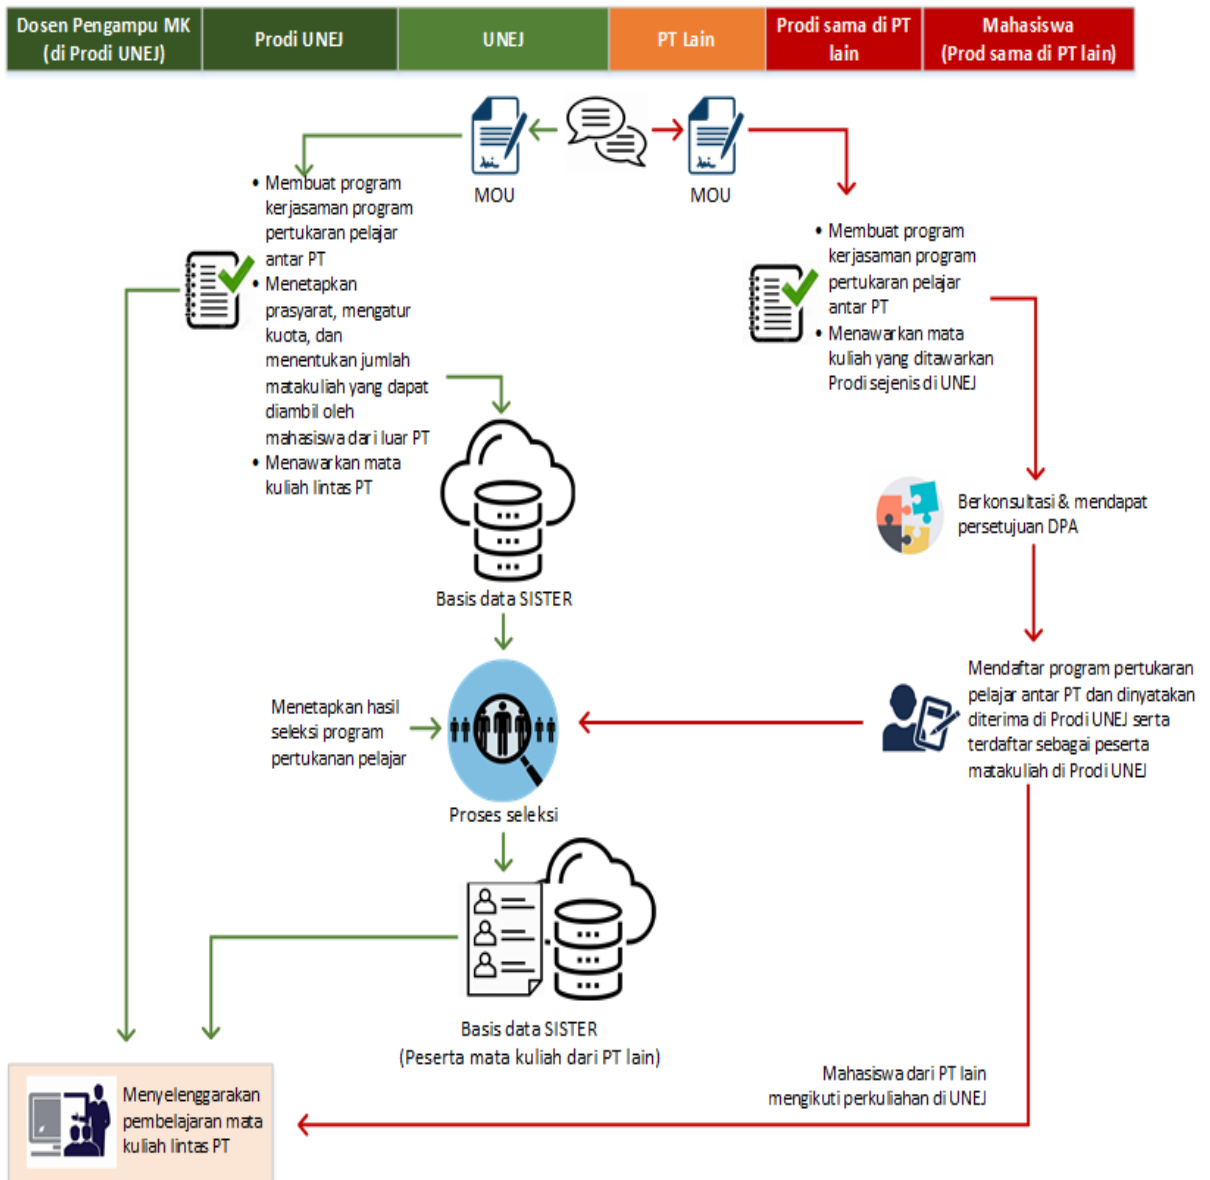 Dosen Pengampu MK
(di Prodi UNEJ)
Prodi UNEJ
UNEJ
PT Lain
Prodi sama di PT
lain
Mahasiswa
(Prod sama di PT lain)
MOU
MOU
• Membuat program
kerjasaman program
pertukaran pelajar
antar PT
• Menetapkan
prasyarat, mengatur
kuota, dan
menentukan jumlah
matakuliah yang dapat
diambil oleh
mahasiswa dari luar PT
• Menawarkan mata
kuliah lintas PT
• Membuat program
kerjasaman program
pertukaran pelajar
antar PT
• Menawarkan mata
kuliah yang ditawarkan
Prodi sejenis di UNEJ
Basis data SISTER
Berkonsultasi & mendapat
persetujuan DPA
Menetapkan hasil
seleksi program
pertukanan pelajar
Proses seleksi
Mendaftar program pertukaran
pelajar antar PT dan dinyatakan
diterima di Prodi UNEJ serta
terdaftar sebagai peserta
matakuliah di Prodi UNEJ
Basis data SISTER
(Peserta mata kuliah dari PT lain)
Mahasiswa dari PT lain
mengikuti perkuliahan di UNEJ
Menyelenggarakan
pembelajaran mata
kuliah lintas PT